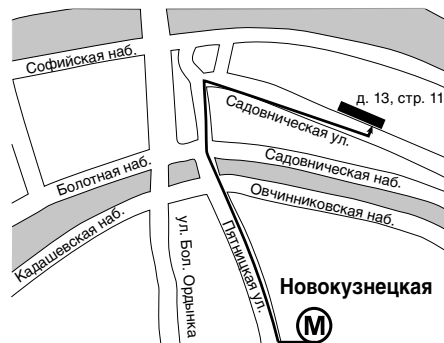 Софийская наб.
д. 13, стр. 11
Садовническая ул.
Болотная наб.
Садовническая наб.
Овчинниковская наб.
Кадашевская наб.
ул. Бол. Ордынка
Пятницкая ул.
Новокузнецкая
М